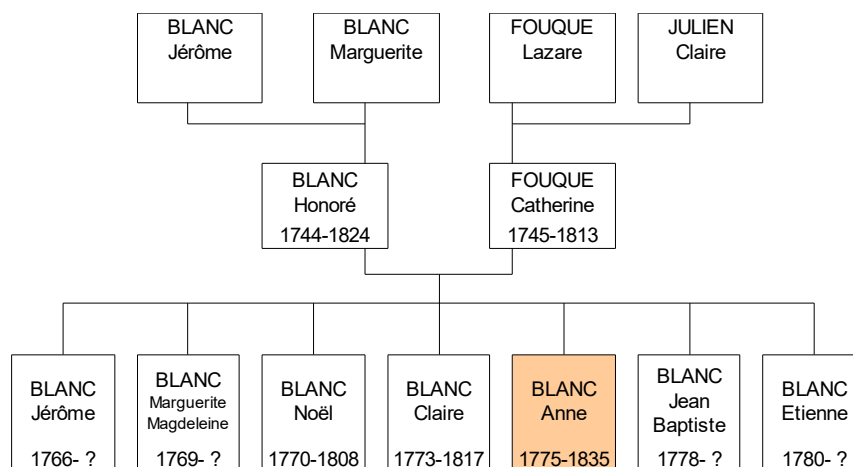 BLANC
Jérôme
BLANC
Marguerite
FOUQUE
Lazare
JULIEN
Claire
BLANC
Honoré
1744-1824
FOUQUE
Catherine
1745-1813
BLANC
Jérôme
1766- ?
BLANC
Marguerite
Magdeleine
1769- ?
BLANC
Noël
1770-1808
BLANC
Claire
1773-1817
BLANC
Anne
1775-1835
BLANC
Jean
Baptiste
1778- ?
BLANC
Etienne
1780- ?